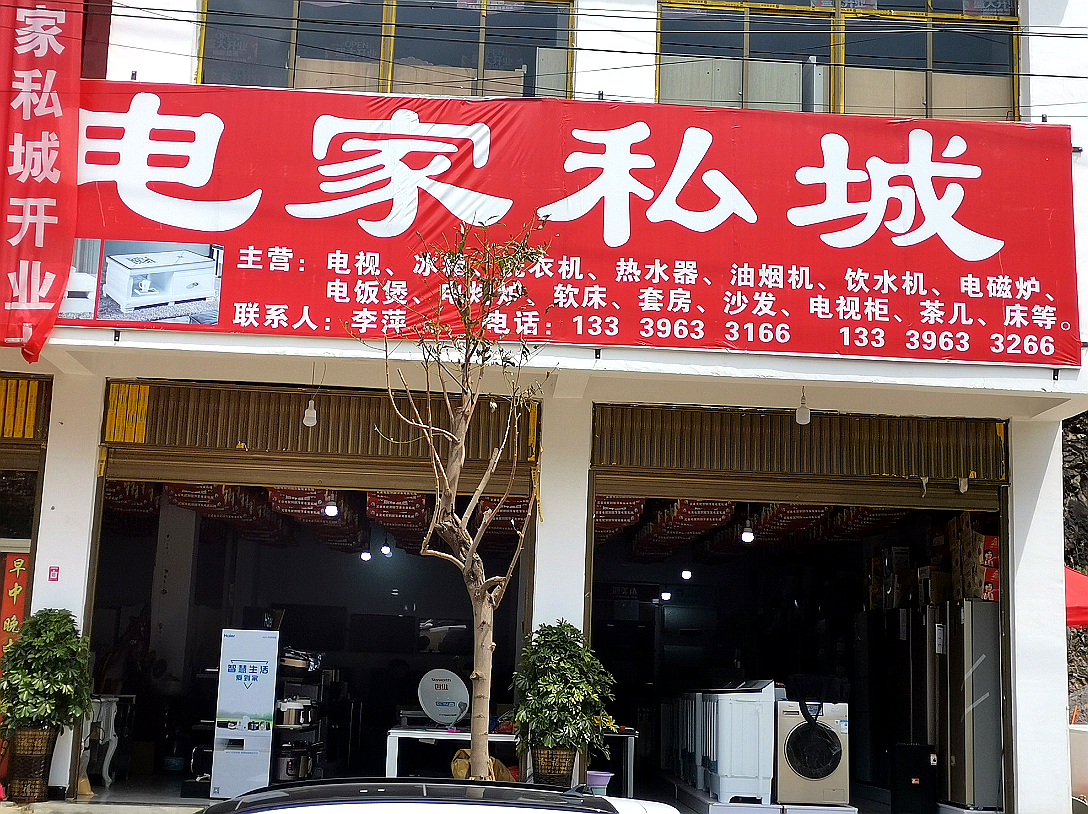 家私城开业
电家私城
主营：电视、冰箱、洗衣机、热水器、油烟机、饮水机、电磁炉、
电饭煲、电烤炉、软床、套房、沙发、电视柜、茶几、床等。
联系人：李萍 电话：133 3963 3166 133 3963 3266
早中晚
Haier
智慧生活